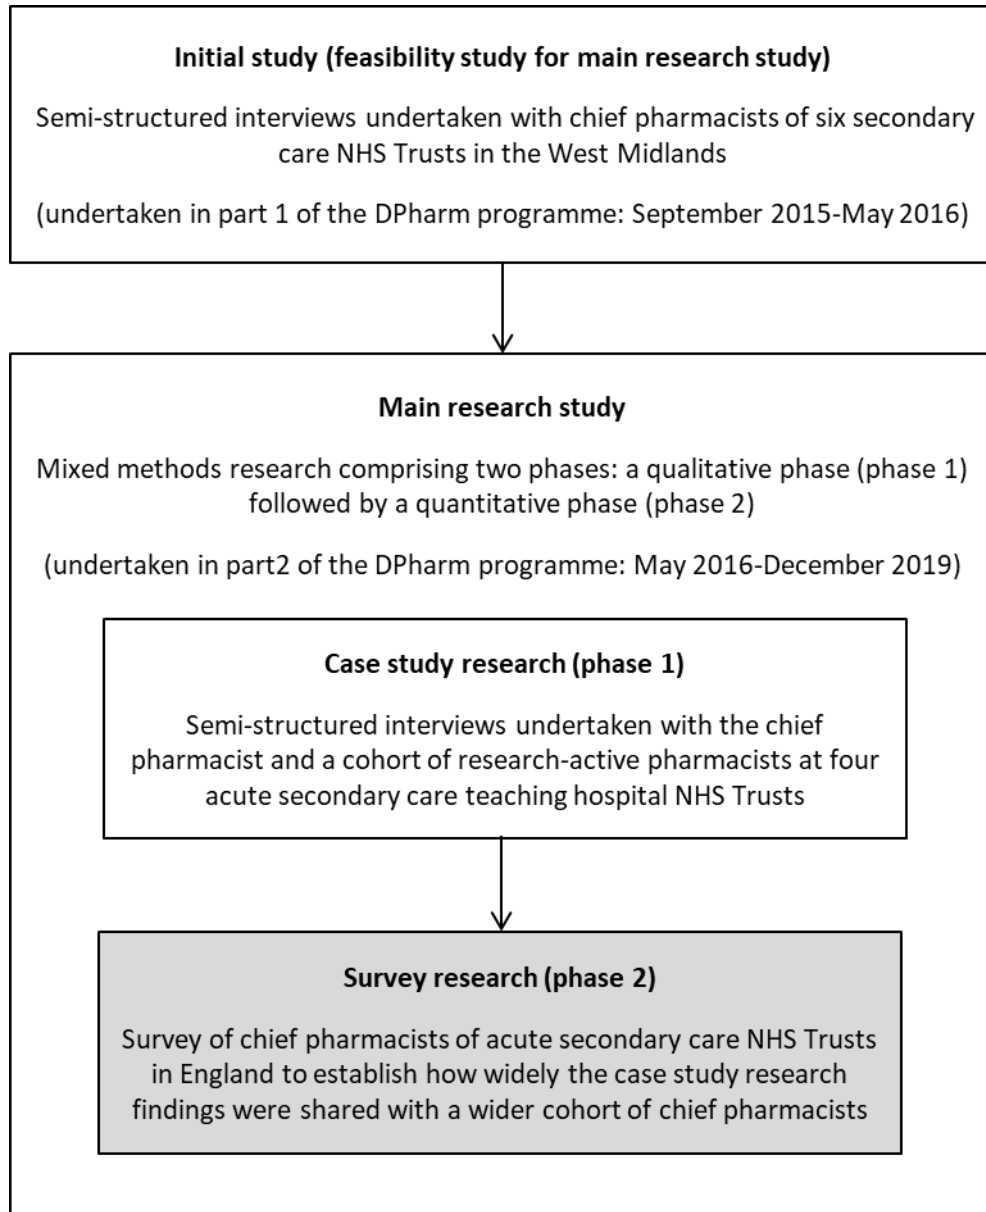 Initial study (feasibility study for main research study)
Semi-structured interviews undertaken with chief pharmacists of six secondary
care NHS Trusts in the West Midlands
(undertaken in part 1 of the DPharm programme: September 2015-May 2016)
Main research study
Mixed methods research comprising two phases: a qualitative phase (phase 1)
followed by a quantitative phase (phase 2)
(undertaken in part2 of the DPharm programme: May 2016-December 2019)
Case study research (phase 1)
Semi-structured interviews undertaken with the chief
pharmacist and a cohort of research-active pharmacists at four
acute secondary care teaching hospital NHS Trusts
Survey research (phase 2)
Survey of chief pharmacists of acute secondary care NHS Trusts
in England to establish how widely the case study research
findings were shared with a wider cohort of chief pharmacists